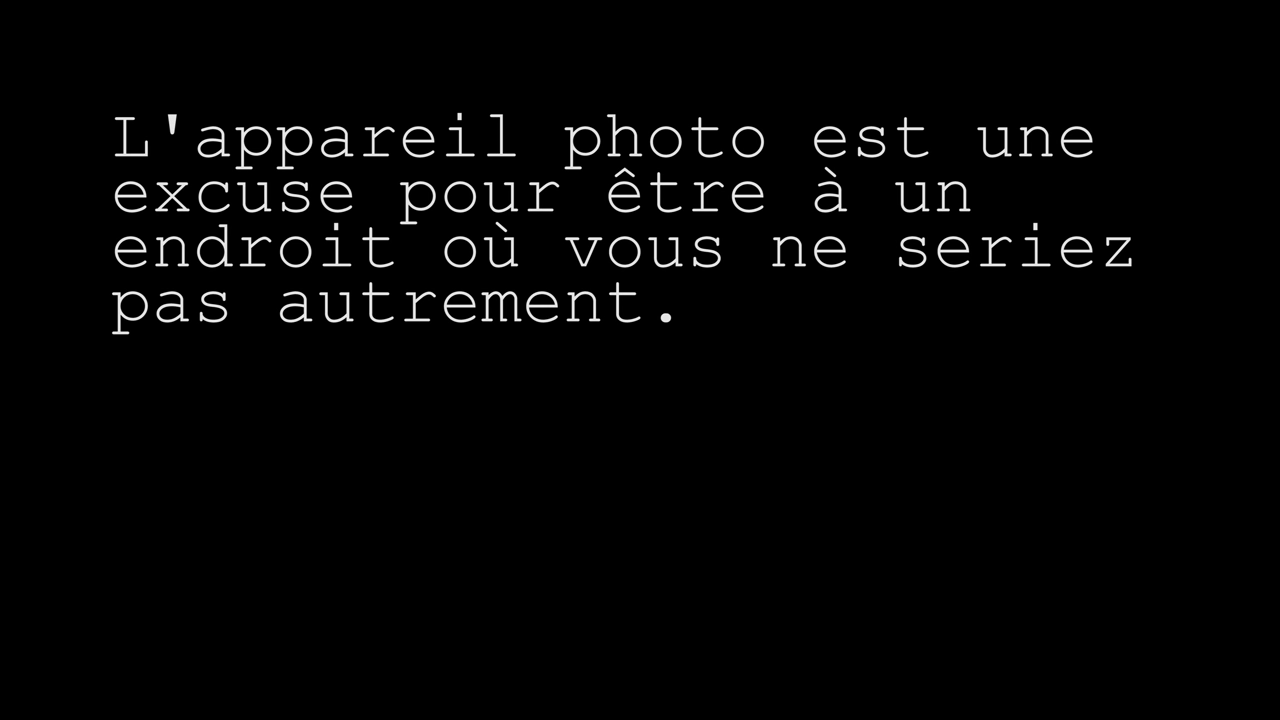 L'appareil photo est une
excuse pour être à un
endroit où vous ne seriez
pas autrement.